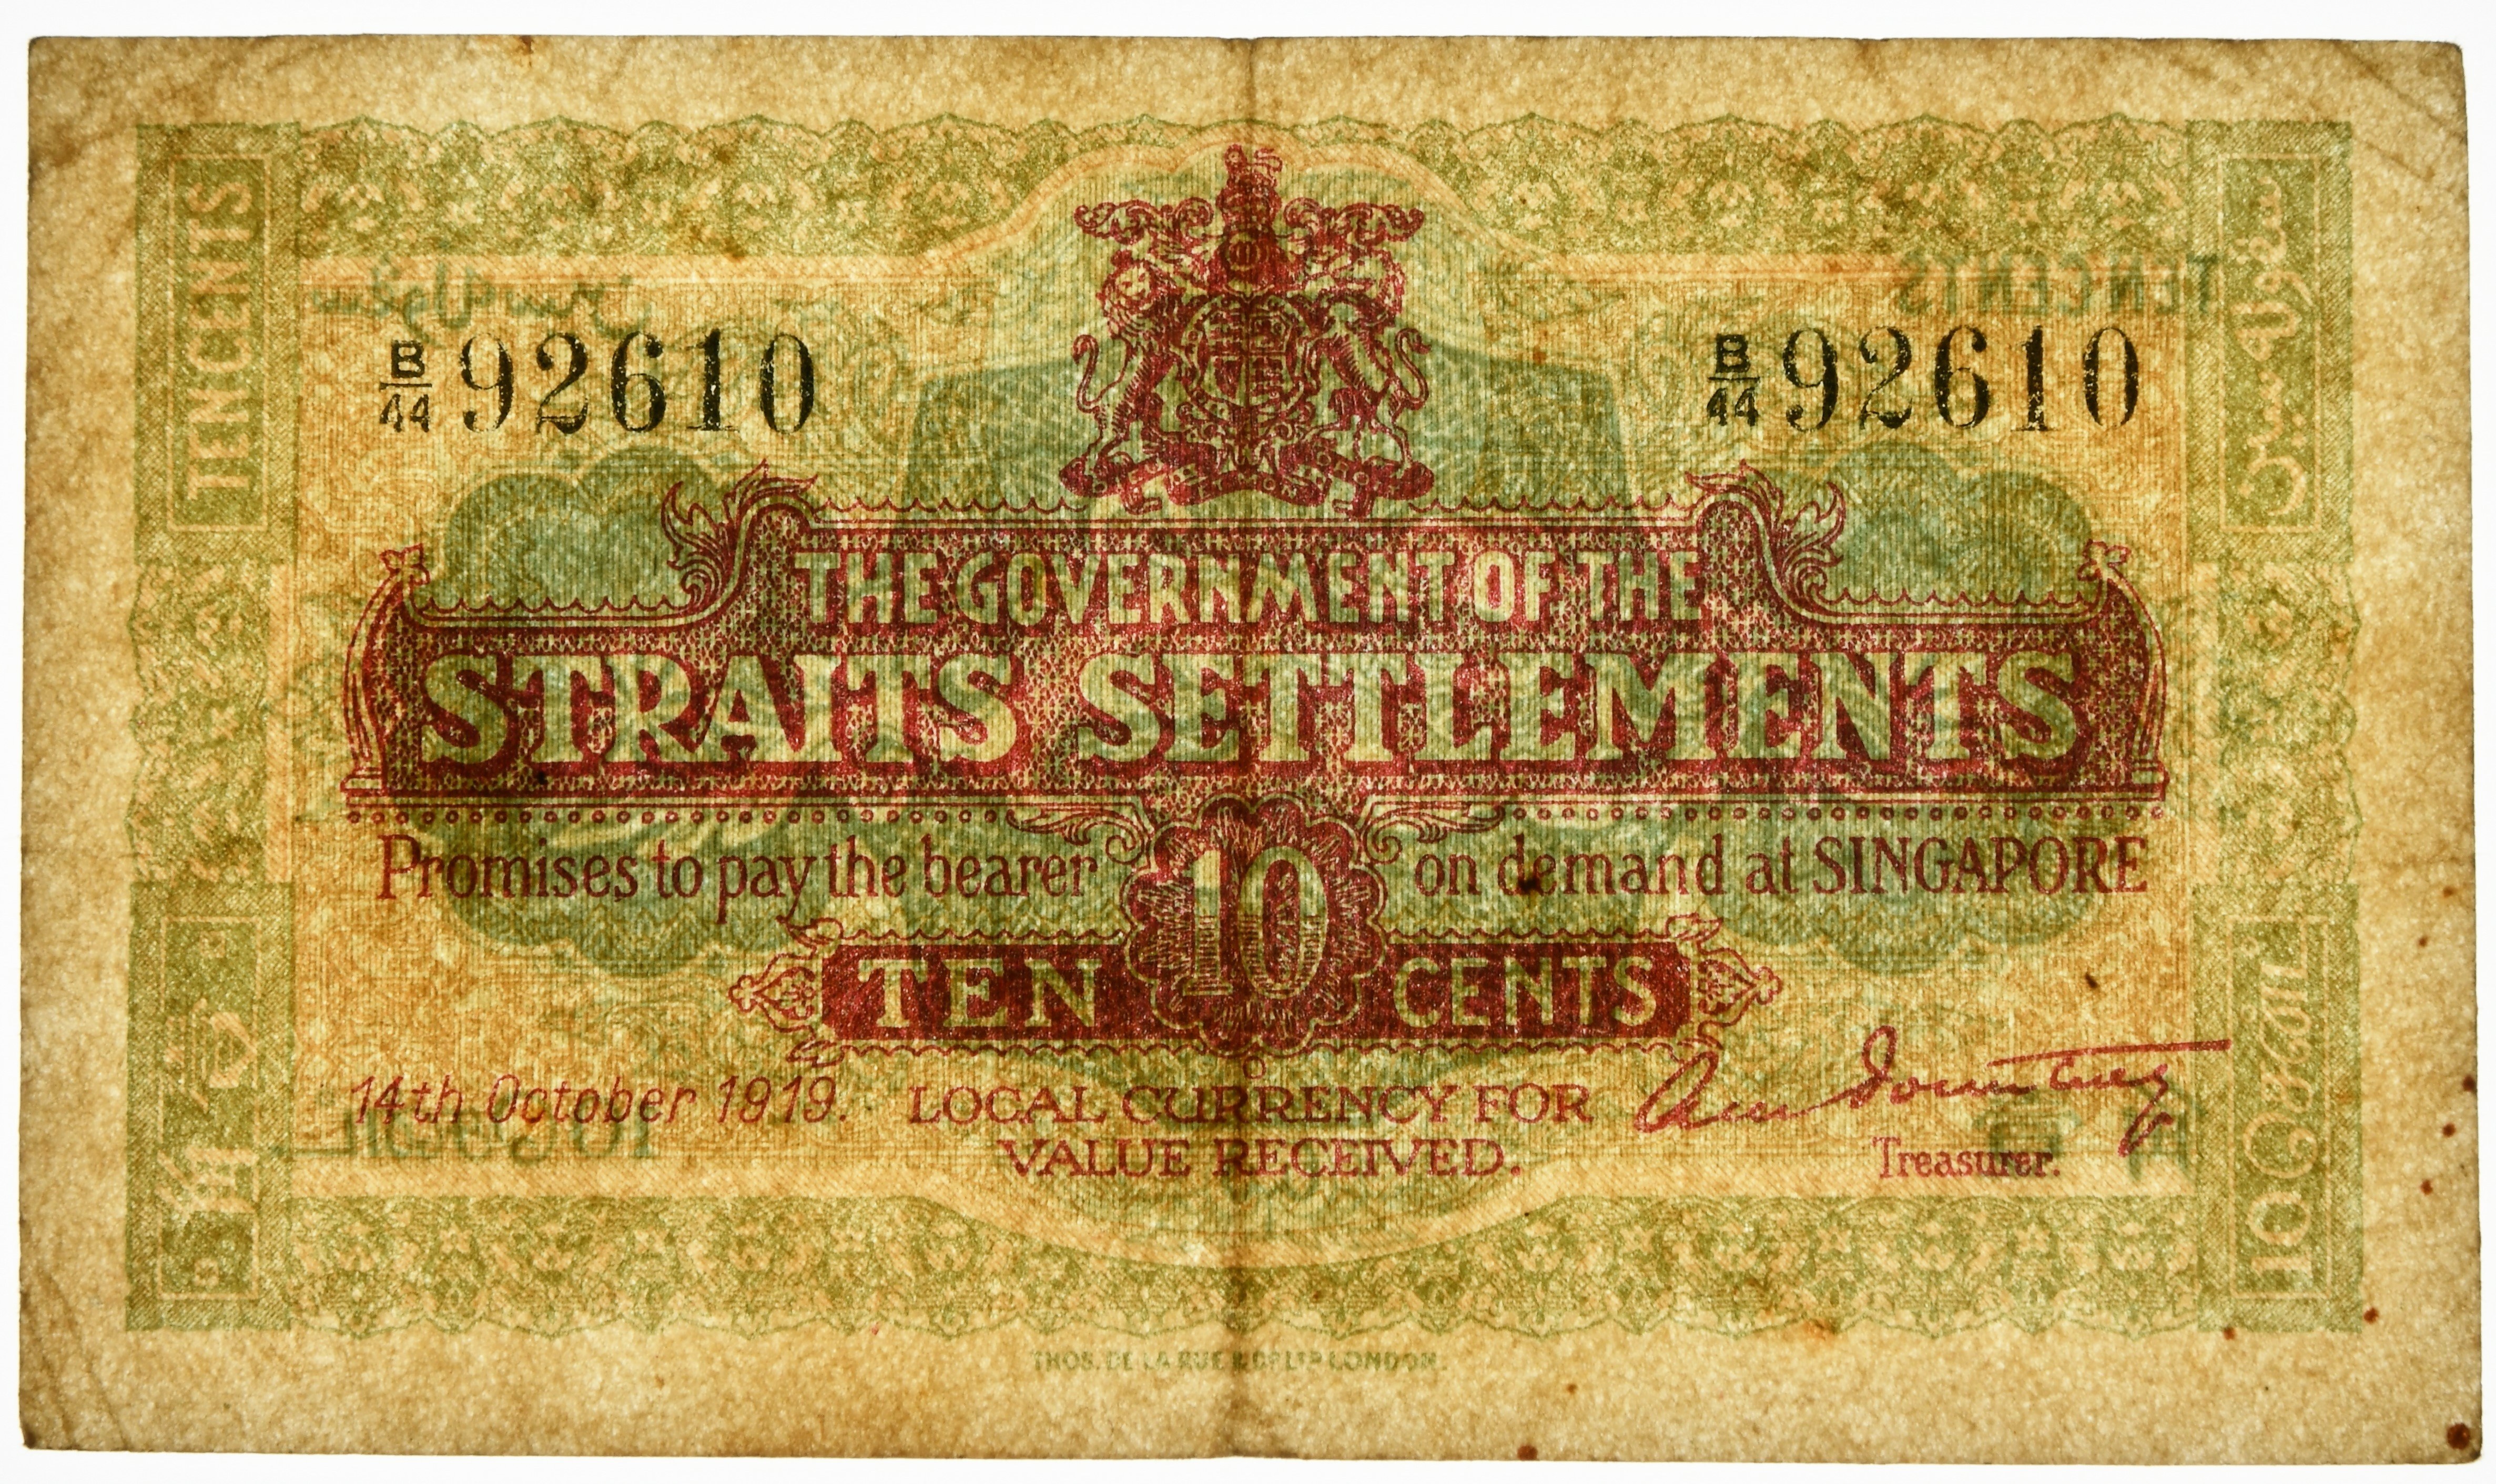 TEN CENTS
B/44 92610
B/44 92610
THE GOVERNMENT OF THE
STRAITS SETTLEMENTS
Promises to pay the bearer on demand at SINGAPORE
10
TEN CENTS
14th October 1919.
LOCAL CURRENCY FOR
VALUE RECEIVED.
Treasurer.
THOS. DE LA RUE & CO. LTD LONDON.